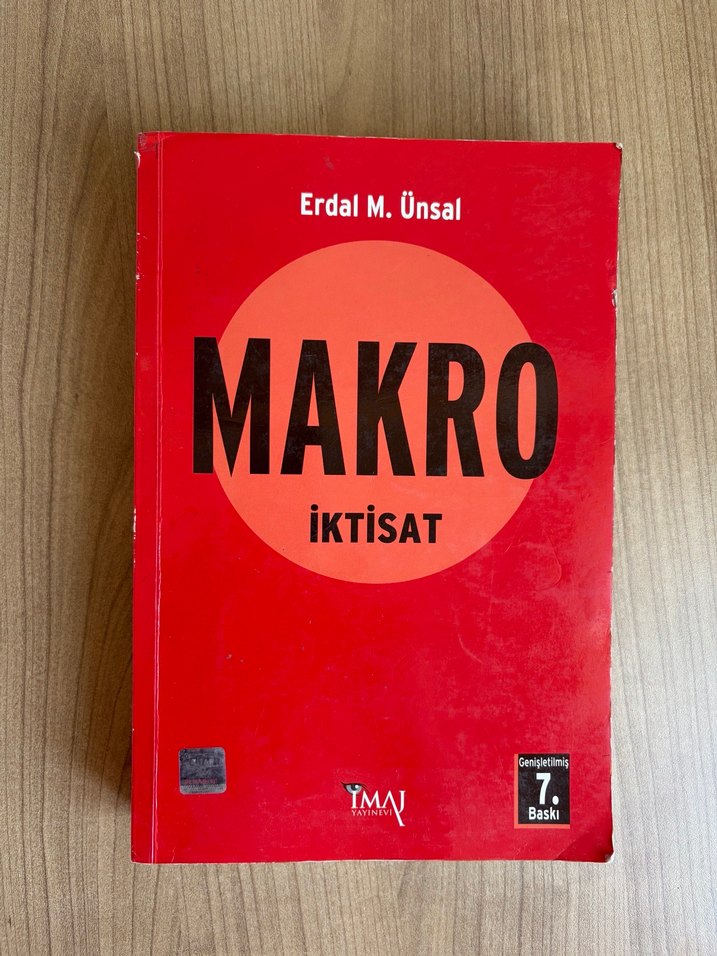 Erdal M. Ünsal
MAKRO
İKTİSAT
İMAJ
YAYINEVİ
Genişletilmiş
7.
Baskı